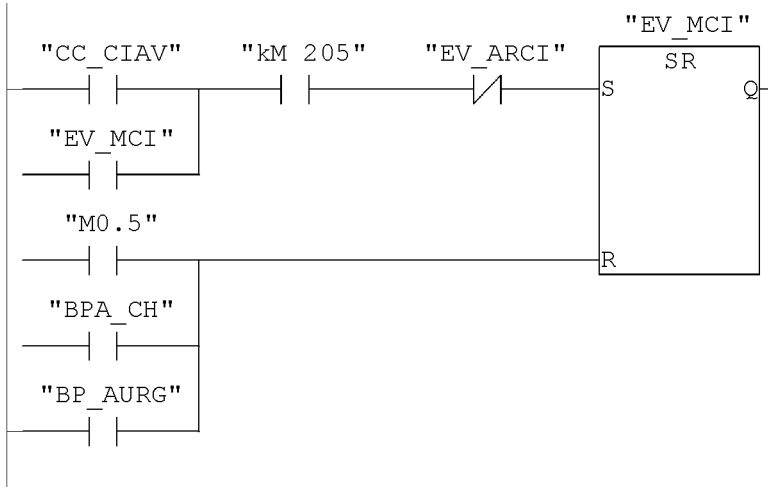 "EV_MCI"
"CC_CIAV" "kM 205" "EV_ARCI" SR
S Q
"EV_MCI"
"M0.5"
R
"BPA_CH"
"BP_AURG"